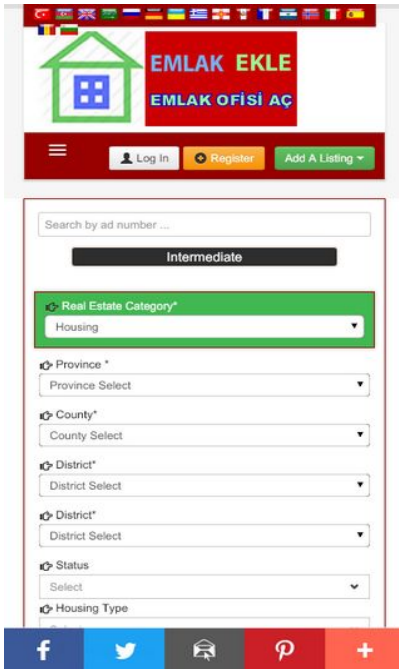 EMLAK EKLE
EMLAK OFİSİ AÇ
Log In
Register
Add A Listing
Search by ad number ...
Intermediate
Real Estate Category*
Housing
Province *
Province Select
County*
County Select
District*
District Select
District*
District Select
Status
Select
Housing Type